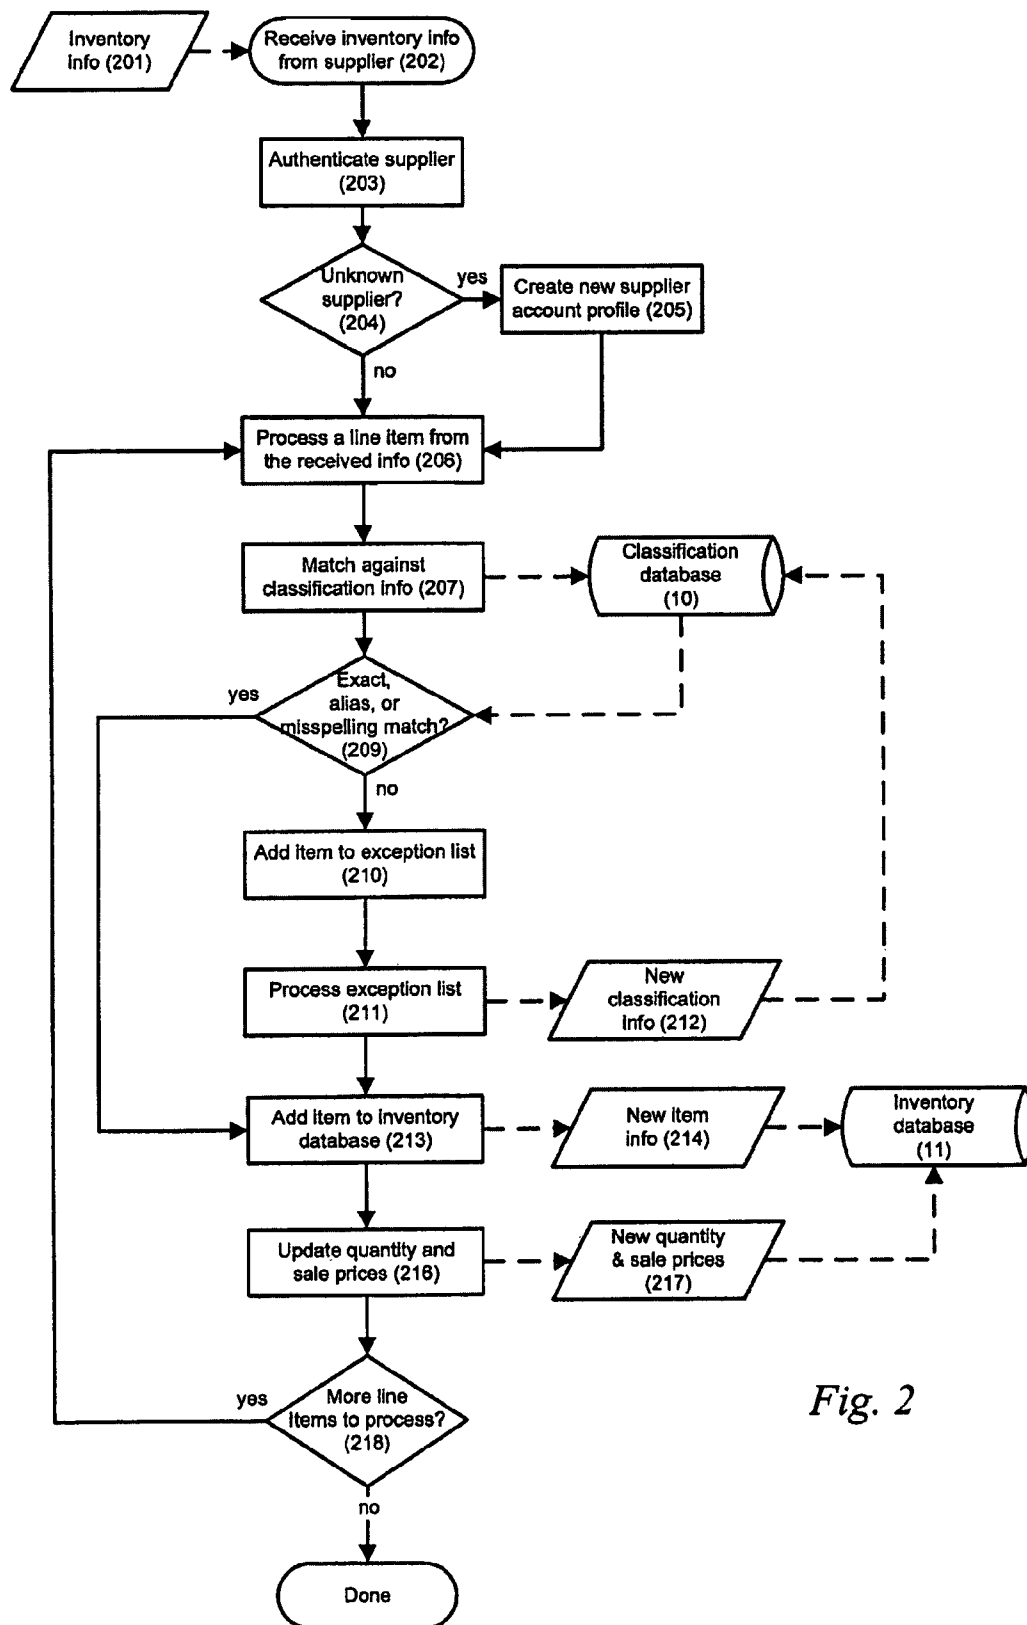 Inventory
info (201)
Receive inventory info
from supplier (202)
Authenticate supplier
(203)
Unknown
supplier?
(204)
yes
Create new supplier
account profile (205)
no
Process a line item from
the received info (206)
Match against
classification info (207)
Classification
database
(10)
yes
Exact,
alias, or
misspelling match?
(209)
no
Add item to exception list
(210)
Process exception list
(211)
New
classification
info (212)
Add item to inventory
database (213)
New item
info (214)
Inventory
database
(11)
Update quantity and
sale prices (216)
New quantity
& sale prices
(217)
yes
More line
items to process?
(218)
Fig. 2
no
Done